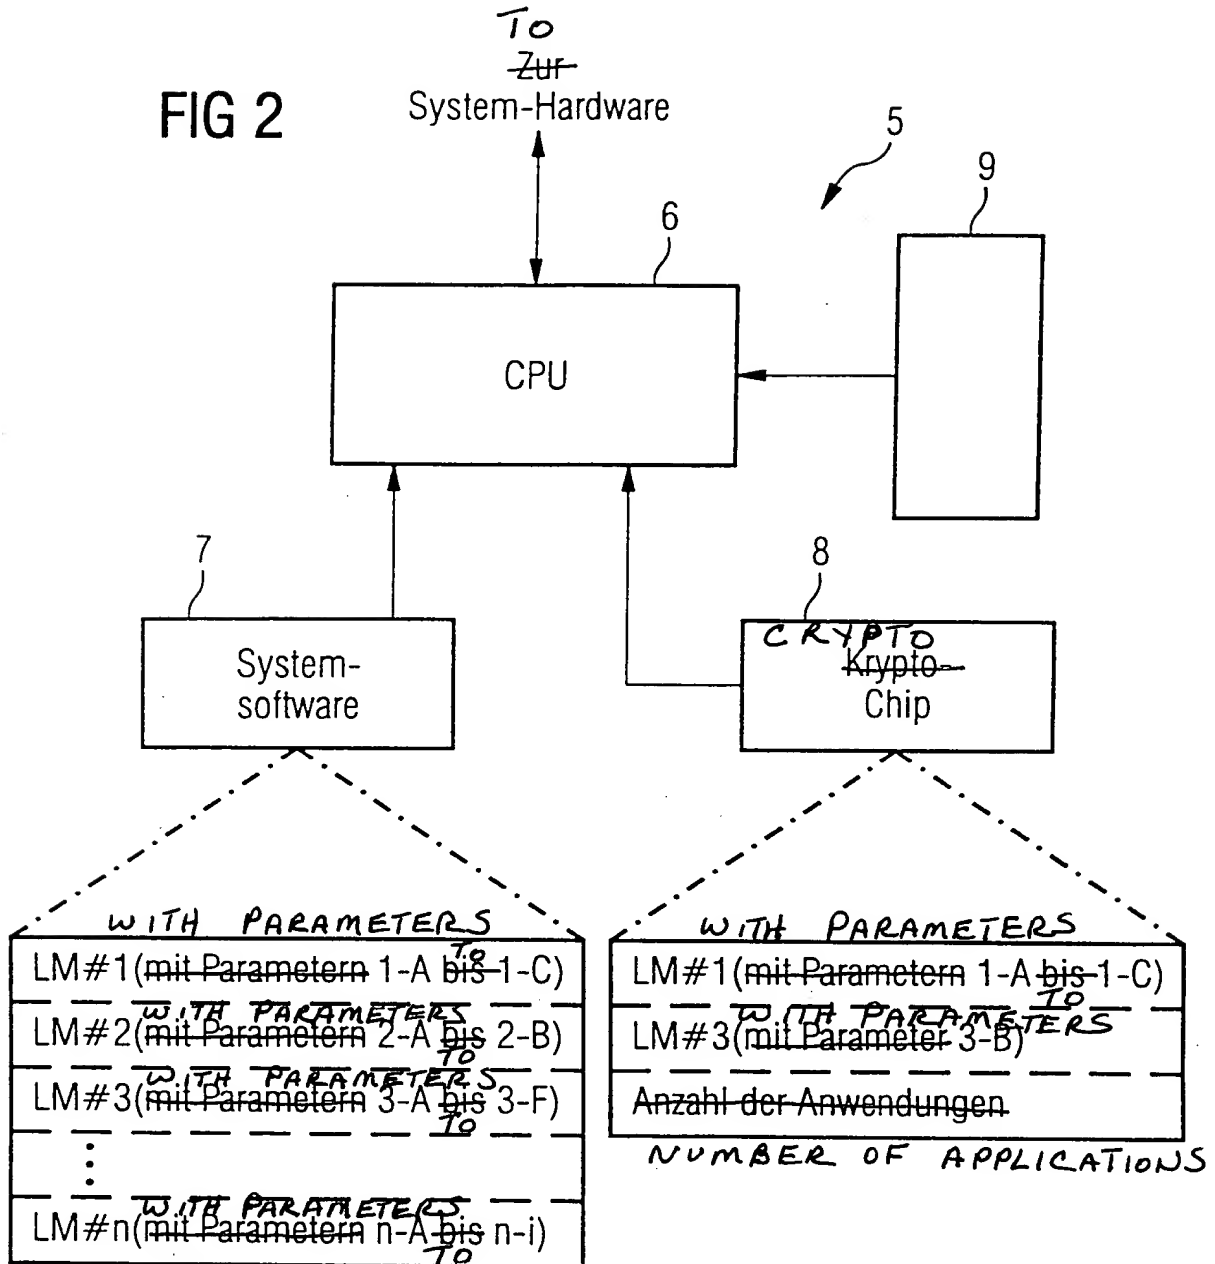 TO
Zur
FIG 2
System-Hardware
5
9
6
CPU
7
8
System-
software
CRYPTO
Krypto-
Chip
WITH PARAMETERS
TO
LM#1(mit Parametern 1-A bis 1-C)
WITH PARAMETERS
LM#2(mit Parametern 2-A bis 2-B)
TO
WITH PARAMETERS
LM#3(mit Parametern 3-A bis 3-F)
TO
WITH PARAMETERS
LM#n(mit Parametern n-A bis n-i)
TO
WITH PARAMETERS
LM#1(mit Parametern 1-A bis 1-C)
TO
WITH PARAMETERS
LM#3(mit Parameter 3-B)
Anzahl der Anwendungen
NUMBER OF APPLICATIONS